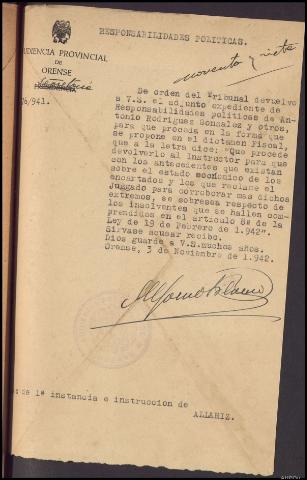 RESPONSABILIDADES POLITICAS.
UDIENCIA PROVINCIAL
DE
ORENSE
noventa y siete
/941.
De orden del Tribunal devuelvo
a V.S. el adjunto expediente de
Responsabilidades politicas de An-
tonio Rodriguez Gonzalez y otros,
para que proceda en la forma que
se propone en el dictamen Fiscal,
que a la letra dice: "Que procede
devolverlo al Instructor para que
con los antecedentes que existan
sobre el estado economico de los
encartados y los que reclame el
Juzgado para corroborar mas dichos
extremos, se sobresea respecto de
los insolventes que se hallen com-
prendidos en el articulo 8º de la
Ley de 19 de Febrero de 1.942".
Sirvase acusar recibo.
Dios guarde a V.S. muchos años.
Orense, 3 de Noviembre de 1.942.
de 1ª instancia e instruccion de
ALLARIZ.